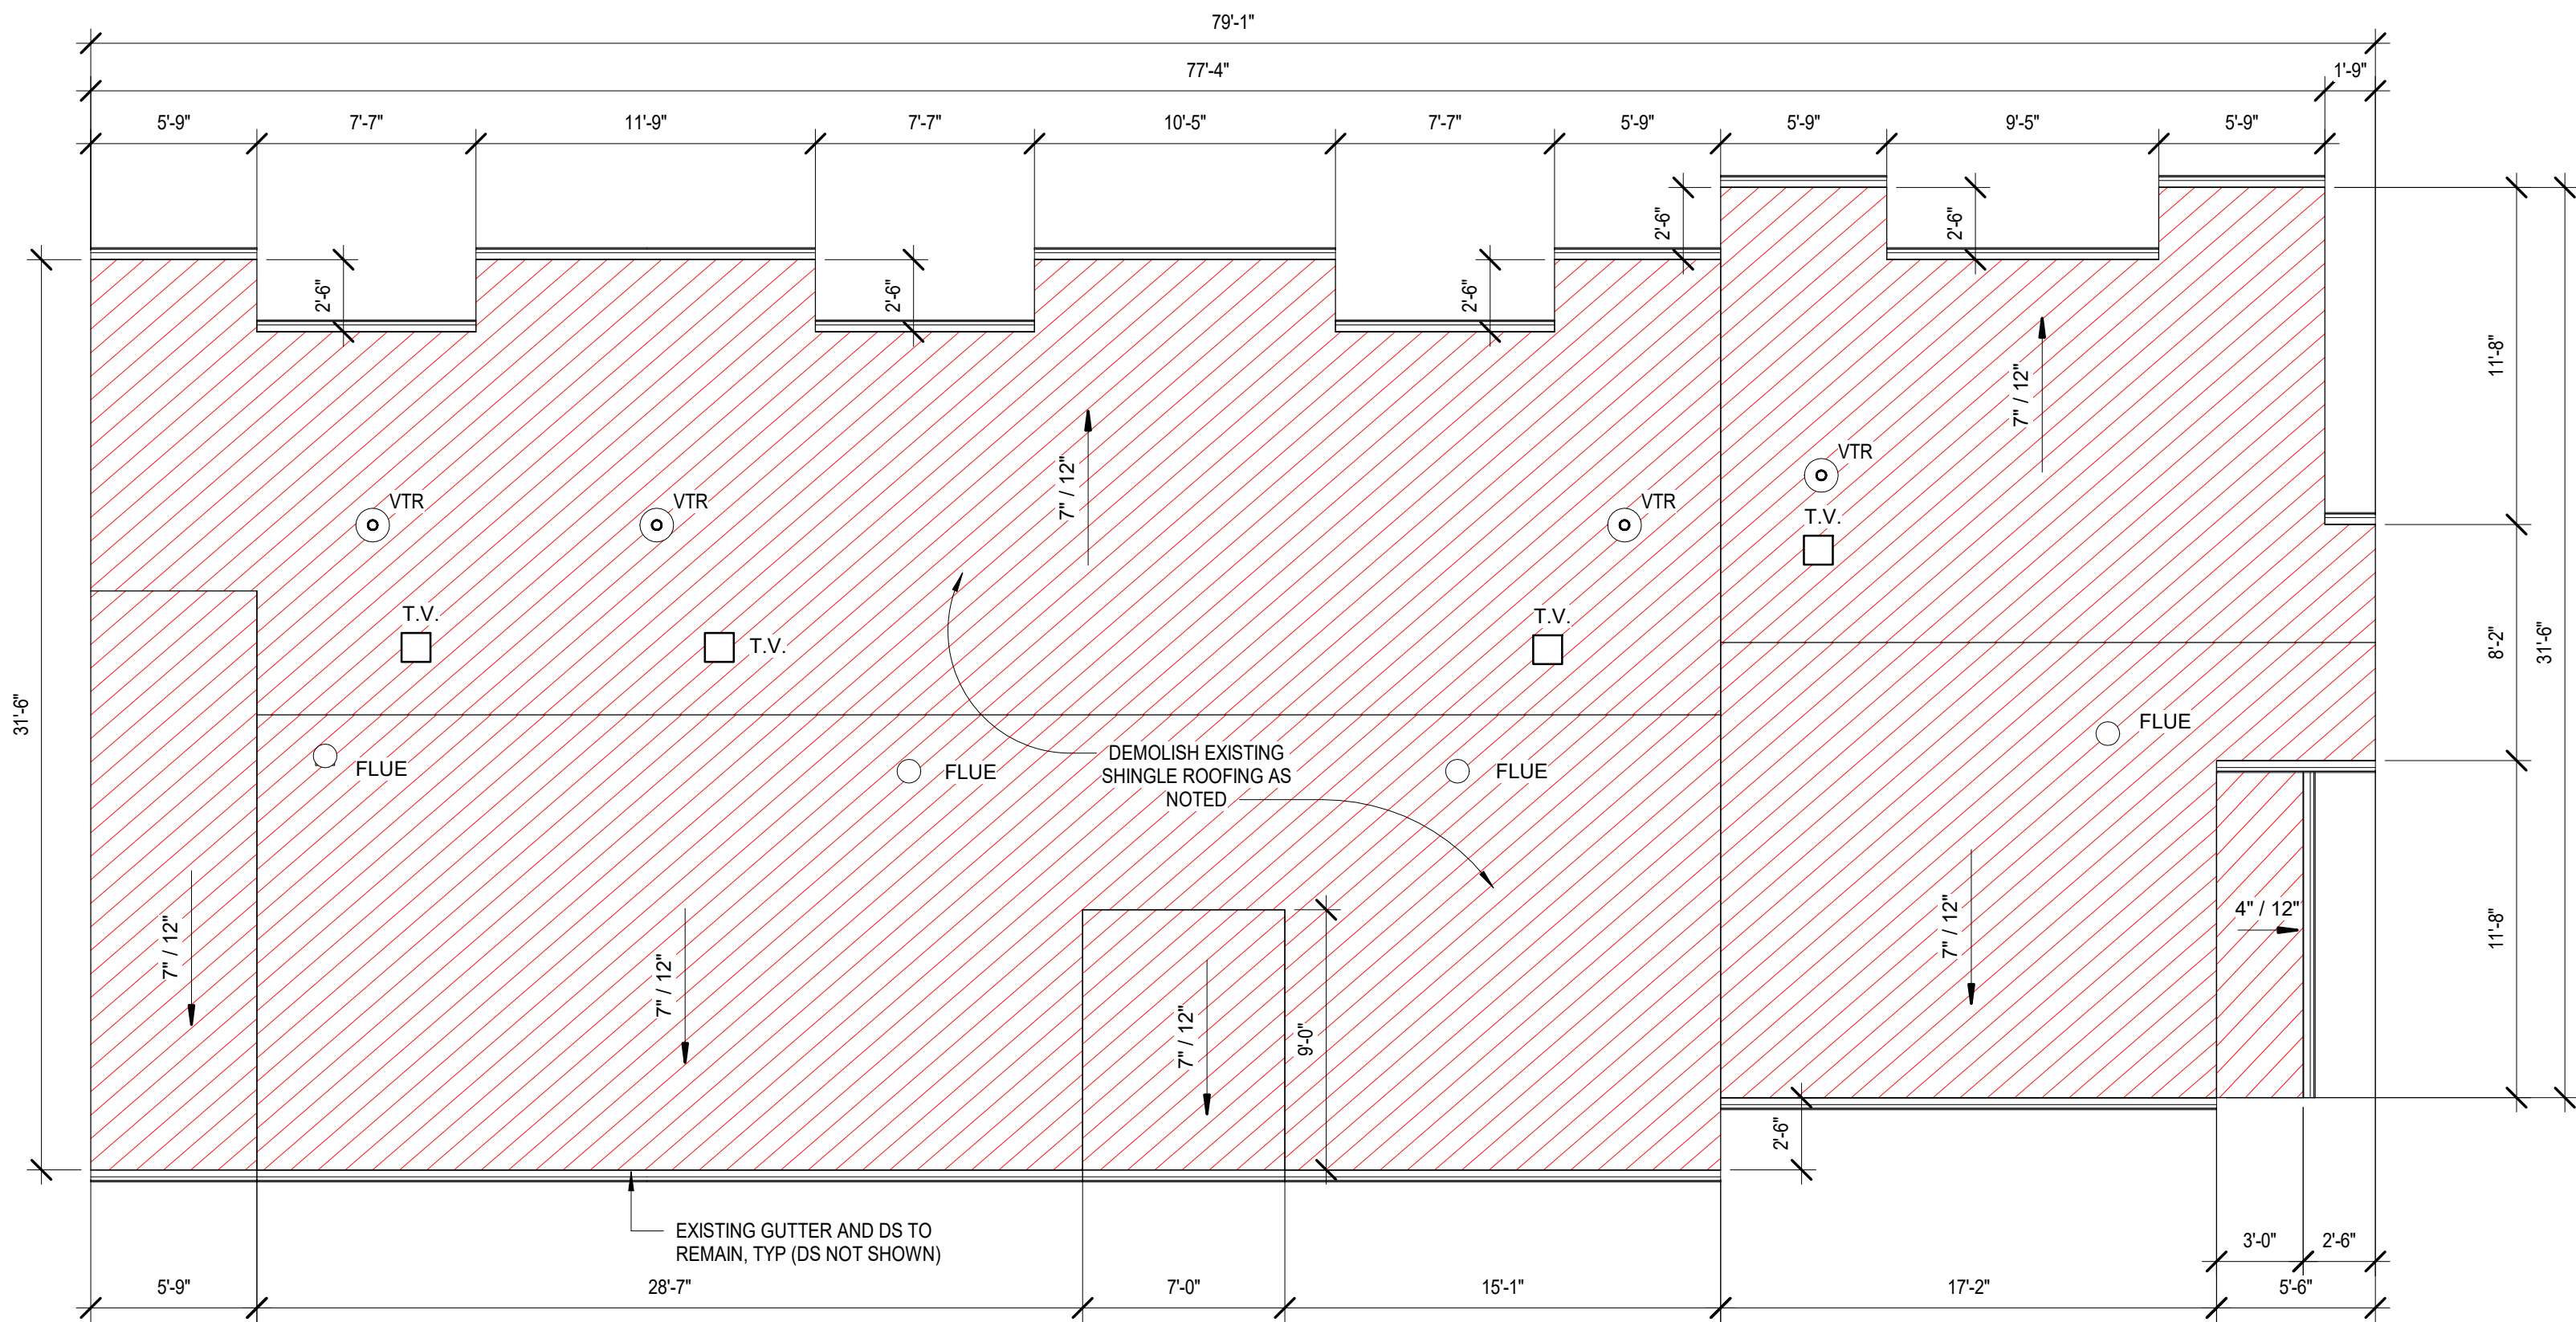 79'-1"
77'-4"
1'-9"
5'-9"
7'-7"
11'-9"
7'-7"
10'-5"
7'-7"
5'-9"
5'-9"
9'-5"
5'-9"
2'-6"
2'-6"
2'-6"
2'-6"
2'-6"
11'-8"
7" / 12"
7" / 12"
VTR
VTR
VTR
VTR
T.V.
T.V.
T.V.
T.V.
8'-2"
31'-6"
31'-6"
FLUE
FLUE
FLUE
FLUE
DEMOLISH EXISTING
SHINGLE ROOFING AS
NOTED
7" / 12"
7" / 12"
7" / 12"
9'-0"
7" / 12"
4" / 12"
11'-8"
2'-6"
EXISTING GUTTER AND DS TO
REMAIN, TYP (DS NOT SHOWN)
3'-0"
2'-6"
5'-9"
28'-7"
7'-0"
15'-1"
17'-2"
5'-6"